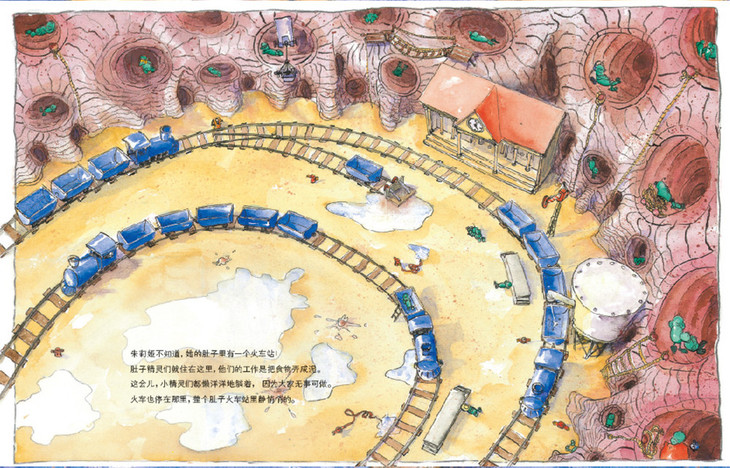 朱莉娅不知道，她的肚子里有一个火车站！
肚子精灵们就住在这里，他们的工作是把食物弄成泥。
这会儿，小精灵们都懒洋洋地躺着，因为大家无事可做。
火车也停在那里，整个肚子火车站里静悄悄的。